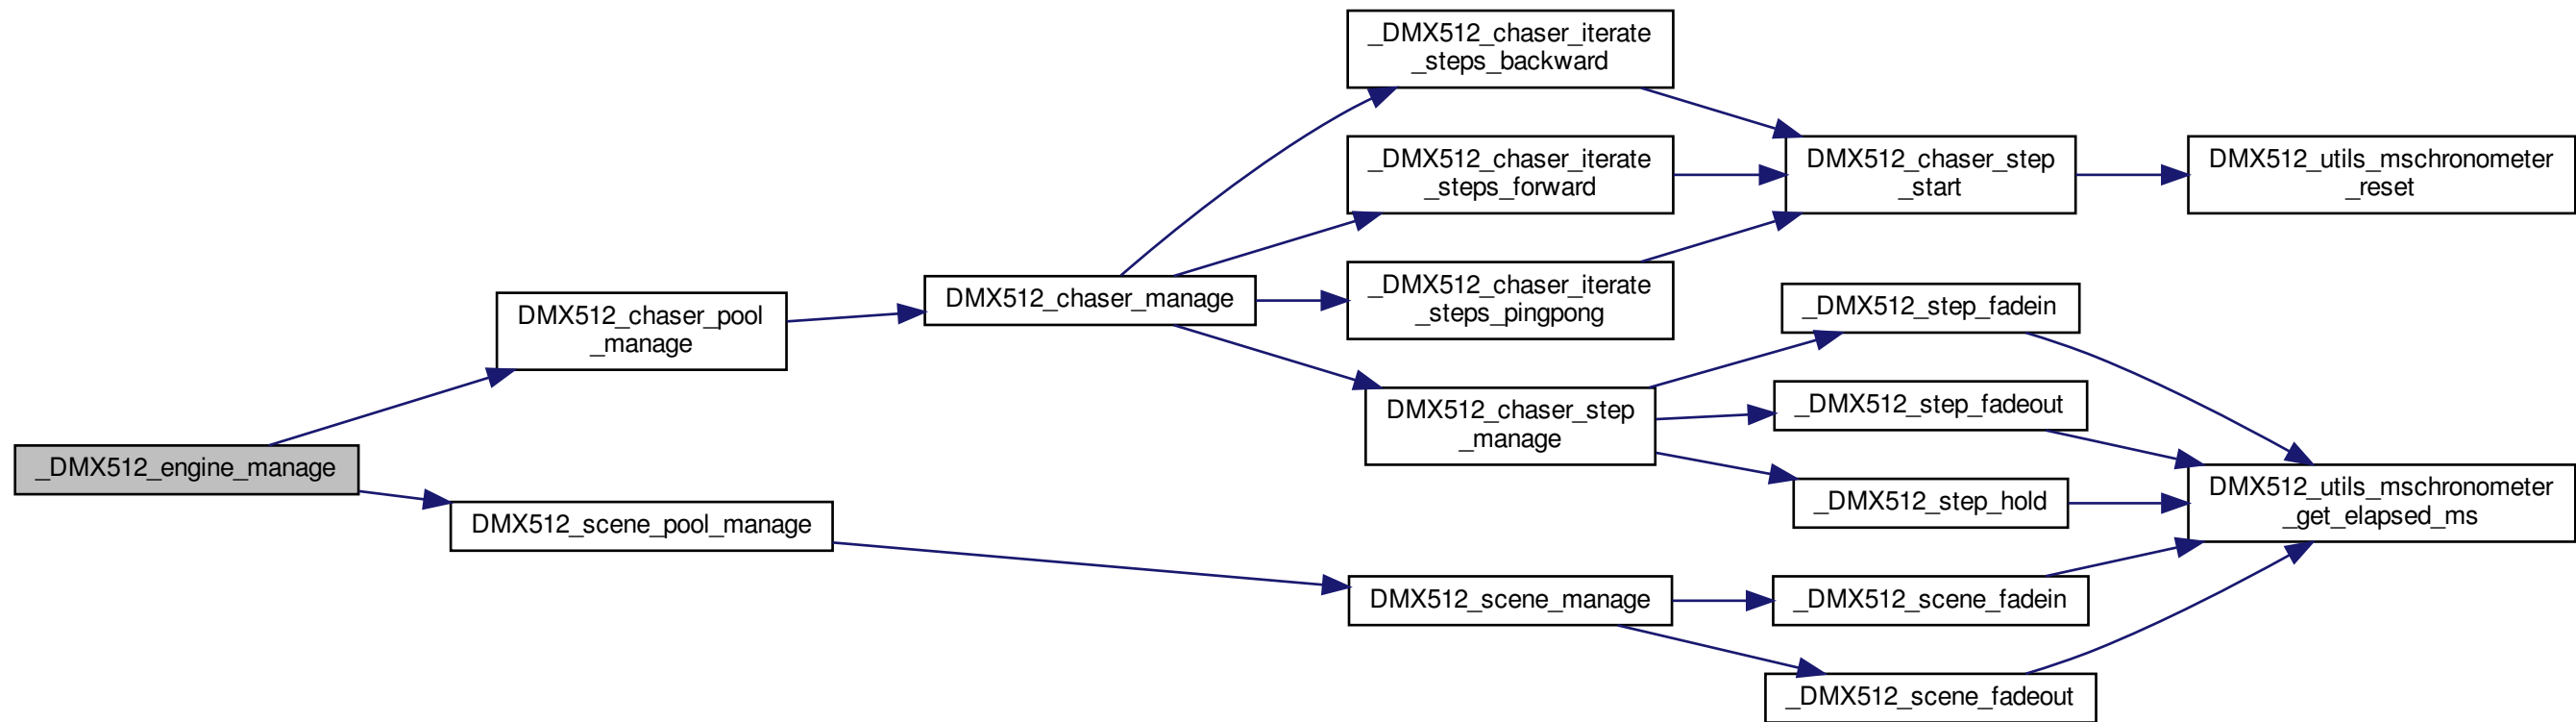 _DMX512_engine_manage
DMX512_chaser_pool
_manage
DMX512_scene_pool_manage
DMX512_chaser_manage
_DMX512_chaser_iterate
_steps_backward
_DMX512_chaser_iterate
_steps_forward
_DMX512_chaser_iterate
_steps_pingpong
DMX512_chaser_step
_manage
DMX512_scene_manage
DMX512_chaser_step
_start
_DMX512_step_fadein
_DMX512_step_fadeout
_DMX512_step_hold
_DMX512_scene_fadein
_DMX512_scene_fadeout
DMX512_utils_mschronometer
_reset
DMX512_utils_mschronometer
_get_elapsed_ms